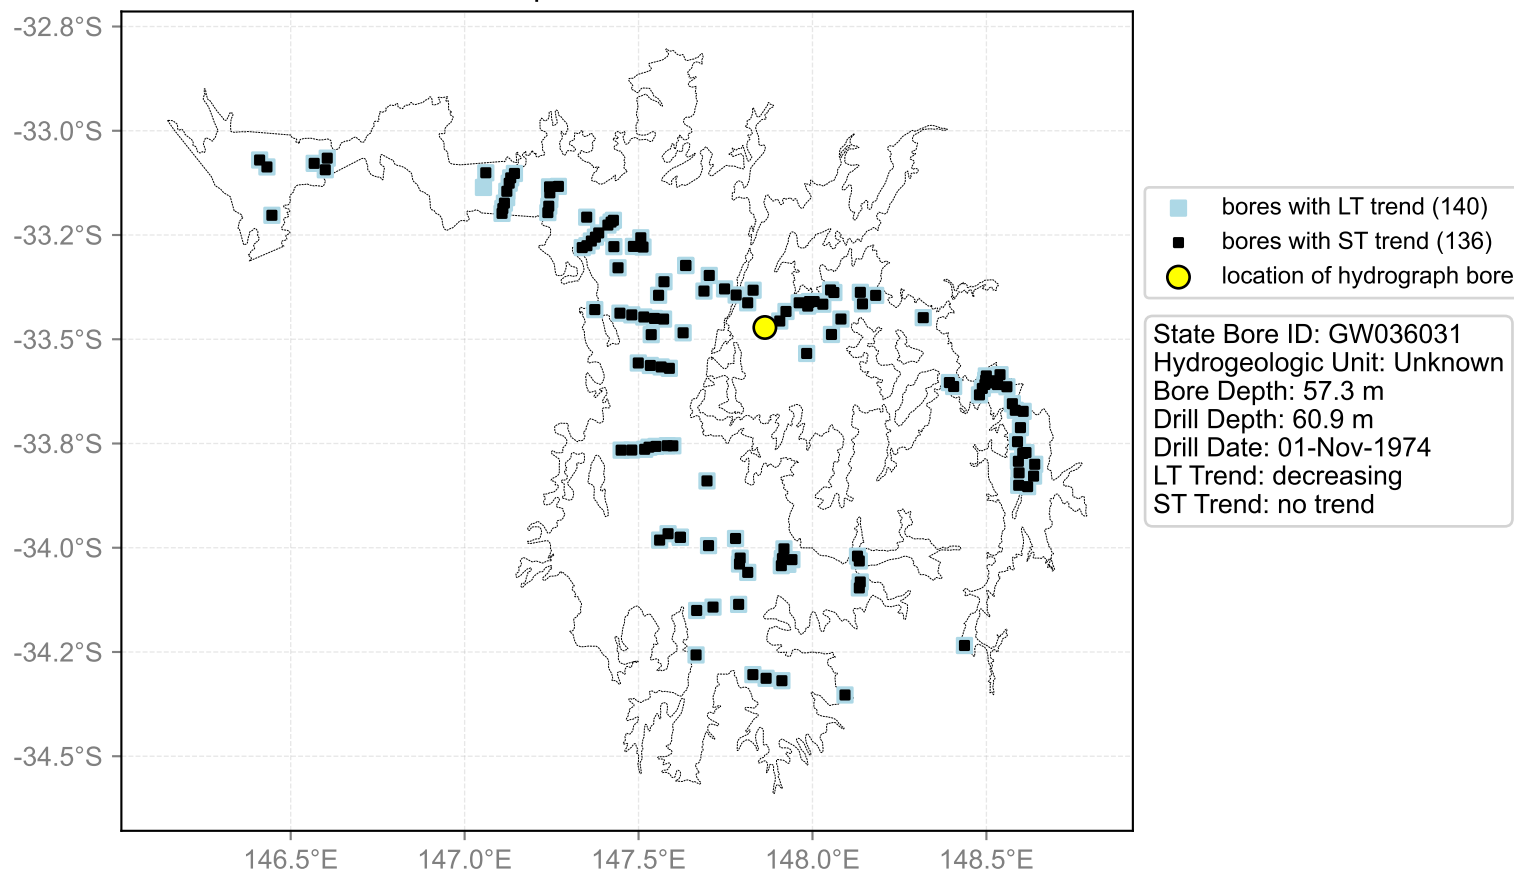 -32.8°S
-33.0°S
-33.2°S
-33.5°S
-33.8°S
-34.0°S
-34.2°S
-34.5°S
146.5°E
147.0°E
147.5°E
148.0°E
148.5°E
bores with LT trend (140)
bores with ST trend (136)
location of hydrograph bore
State Bore ID: GW036031
Hydrogeologic Unit: Unknown
Bore Depth: 57.3 m
Drill Depth: 60.9 m
Drill Date: 01-Nov-1974
LT Trend: decreasing
ST Trend: no trend